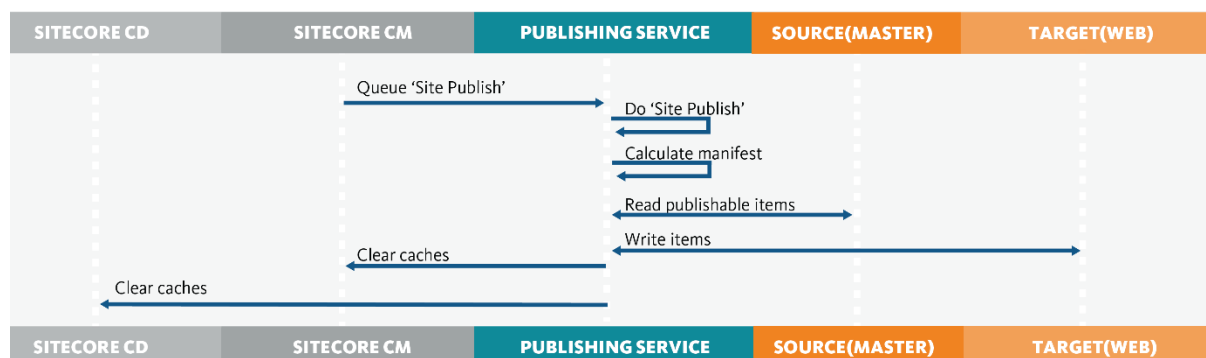 SITECORE CD
SITECORE CM
PUBLISHING SERVICE
SOURCE(MASTER)
TARGET(WEB)
Queue ‘Site Publish’
Do ‘Site Publish’
Calculate manifest
Read publishable items
Write items
Clear caches
Clear caches
SITECORE CD
SITECORE CM
PUBLISHING SERVICE
SOURCE(MASTER)
TARGET(WEB)